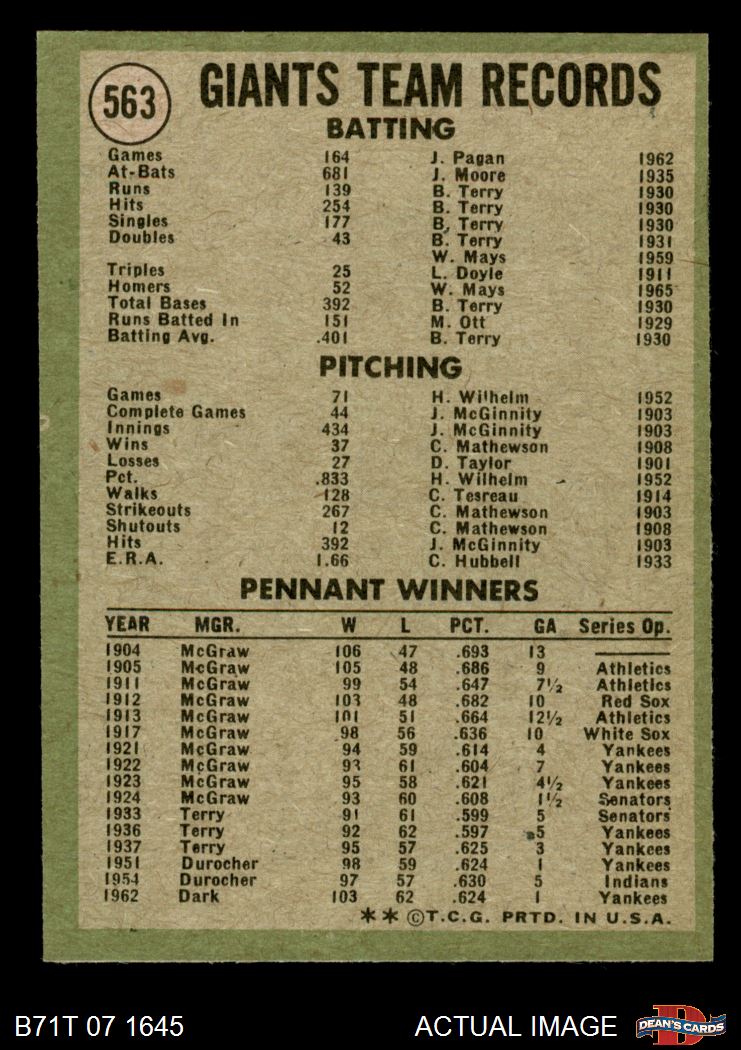 563
GIANTS TEAM RECORDS
BATTING
Games 164 J. Pagan 1962
At-Bats 681 J. Moore 1935
Runs 139 B. Terry 1930
Hits 254 B. Terry 1930
Singles 177 B. Terry 1930
Doubles 43 B. Terry 1931
W. Mays 1959
Triples 25 L. Doyle 1911
Homers 52 W. Mays 1965
Total Bases 392 B. Terry 1930
Runs Batted In 151 M. Ott 1929
Batting Avg. .401 B. Terry 1930
PITCHING
Games 71 H. Wilhelm 1952
Complete Games 44 J. McGinnity 1903
Innings 434 J. McGinnity 1903
Wins 37 C. Mathewson 1908
Losses 27 D. Taylor 1901
Pct. .833 H. Wilhelm 1952
Walks 128 C. Tesreau 1914
Strikeouts 267 C. Mathewson 1903
Shutouts 12 C. Mathewson 1908
Hits 392 J. McGinnity 1903
E.R.A. 1.66 C. Hubbell 1933
PENNANT WINNERS
YEAR MGR. W L PCT. GA Series Op.
1904 McGraw 106 47 .693 13
1905 McGraw 105 48 .686 9 Athletics
1911 McGraw 99 54 .647 7½ Athletics
1912 McGraw 103 48 .682 10 Red Sox
1913 McGraw 101 51 .664 12½ Athletics
1917 McGraw 98 56 .636 10 White Sox
1921 McGraw 94 59 .614 4 Yankees
1922 McGraw 93 61 .604 7 Yankees
1923 McGraw 95 58 .621 4½ Yankees
1924 McGraw 93 60 .608 1½ Senators
1933 Terry 91 61 .599 5 Senators
1936 Terry 92 62 .597 5 Yankees
1937 Terry 95 57 .625 3 Yankees
1951 Durocher 98 59 .624 1 Yankees
1954 Durocher 97 57 .630 5 Indians
1962 Dark 103 62 .624 1 Yankees
** ©T.C.G. PRTD. IN U.S.A.
B71T 07 1645 ACTUAL IMAGE D DEAN'S CARDS